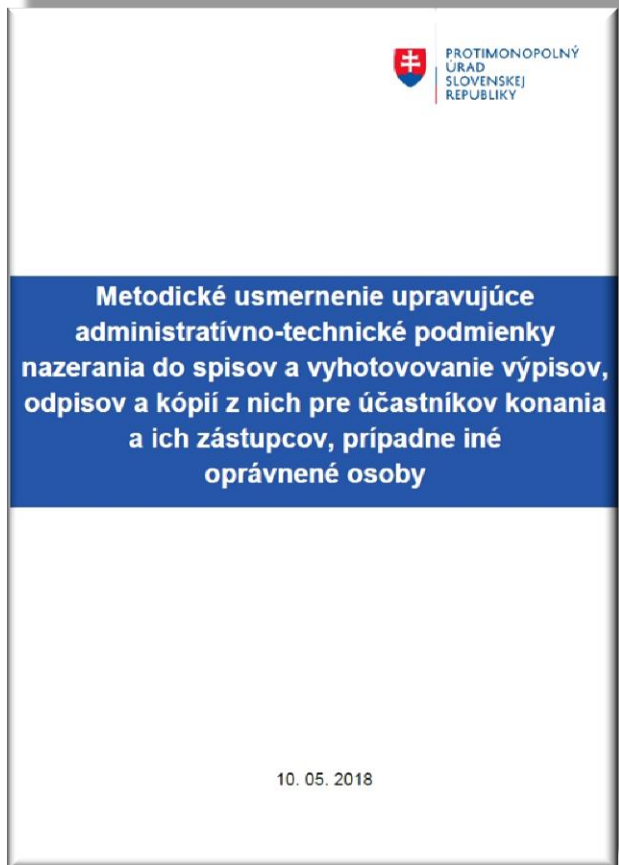 PROTIMONOPOLNÝ
ÚRAD
SLOVENSKEJ
REPUBLIKY
Metodické usmernenie upravujúce
administratívno-technické podmienky
nazerania do spisov a vyhotovovanie výpisov,
odpisov a kópií z nich pre účastníkov konania
a ich zástupcov, prípadne iné
oprávnené osoby
10. 05. 2018